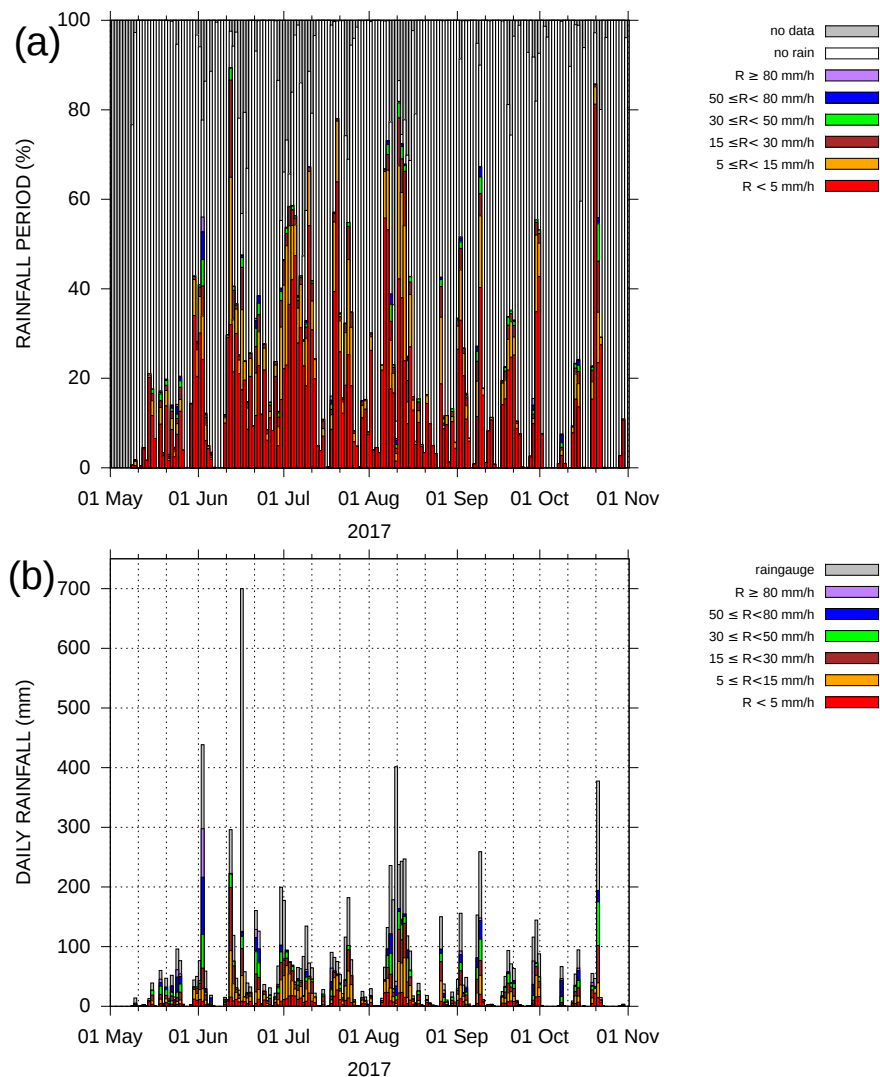 (a)
100
80
60
40
20
0
RAINFALL PERIOD (%)
01 May 01 Jun 01 Jul 01 Aug 01 Sep 01 Oct 01 Nov
2017
no data
no rain
R ≥ 80 mm/h
50 ≤R< 80 mm/h
30 ≤R< 50 mm/h
15 ≤R< 30 mm/h
5 ≤R< 15 mm/h
R < 5 mm/h
(b)
700
600
500
400
300
200
100
0
DAILY RAINFALL (mm)
01 May 01 Jun 01 Jul 01 Aug 01 Sep 01 Oct 01 Nov
2017
raingauge
R ≥ 80 mm/h
50 ≤ R<80 mm/h
30 ≤ R<50 mm/h
15 ≤ R<30 mm/h
5 ≤ R<15 mm/h
R < 5 mm/h